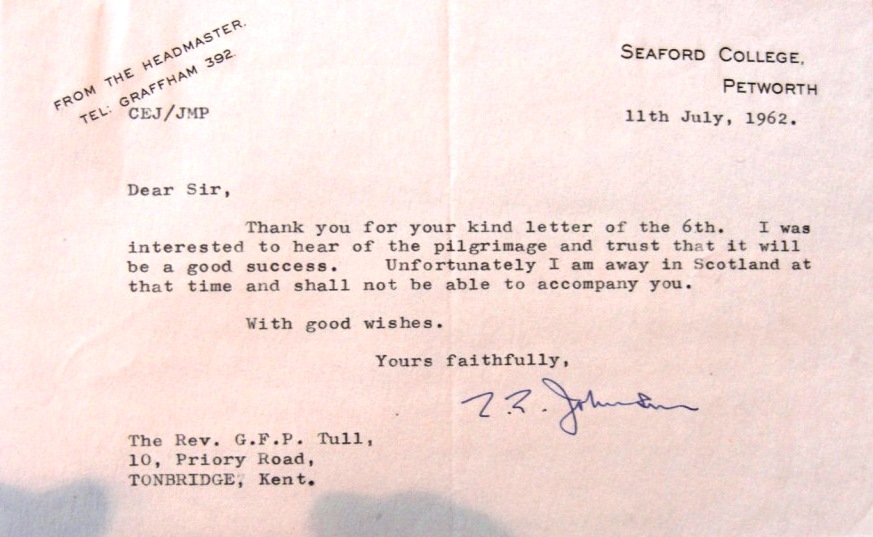 FROM THE HEADMASTER.
TEL: GRAFFHAM 392.
SEAFORD COLLEGE,
PETWORTH
CEJ/JMP
11th July, 1962.
Dear Sir,
Thank you for your kind letter of the 6th. I was
interested to hear of the pilgrimage and trust that it will
be a good success. Unfortunately I am away in Scotland at
that time and shall not be able to accompany you.
With good wishes.
Yours faithfully,
Johnson
The Rev. G.F.P. Tull,
10, Priory Road,
TONBRIDGE, Kent.